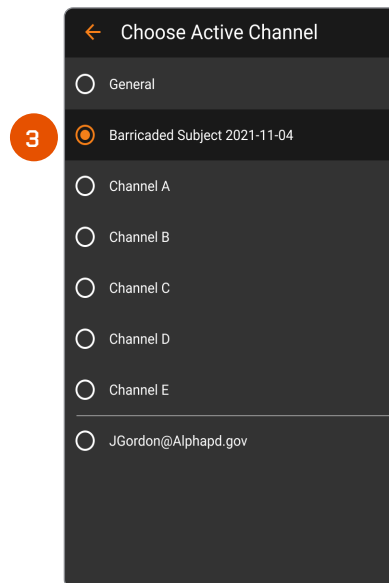 Choose Active Channel
General
3
Barricaded Subject 2021-11-04
Channel A
Channel B
Channel C
Channel D
Channel E
JGordon@Alphapd.gov